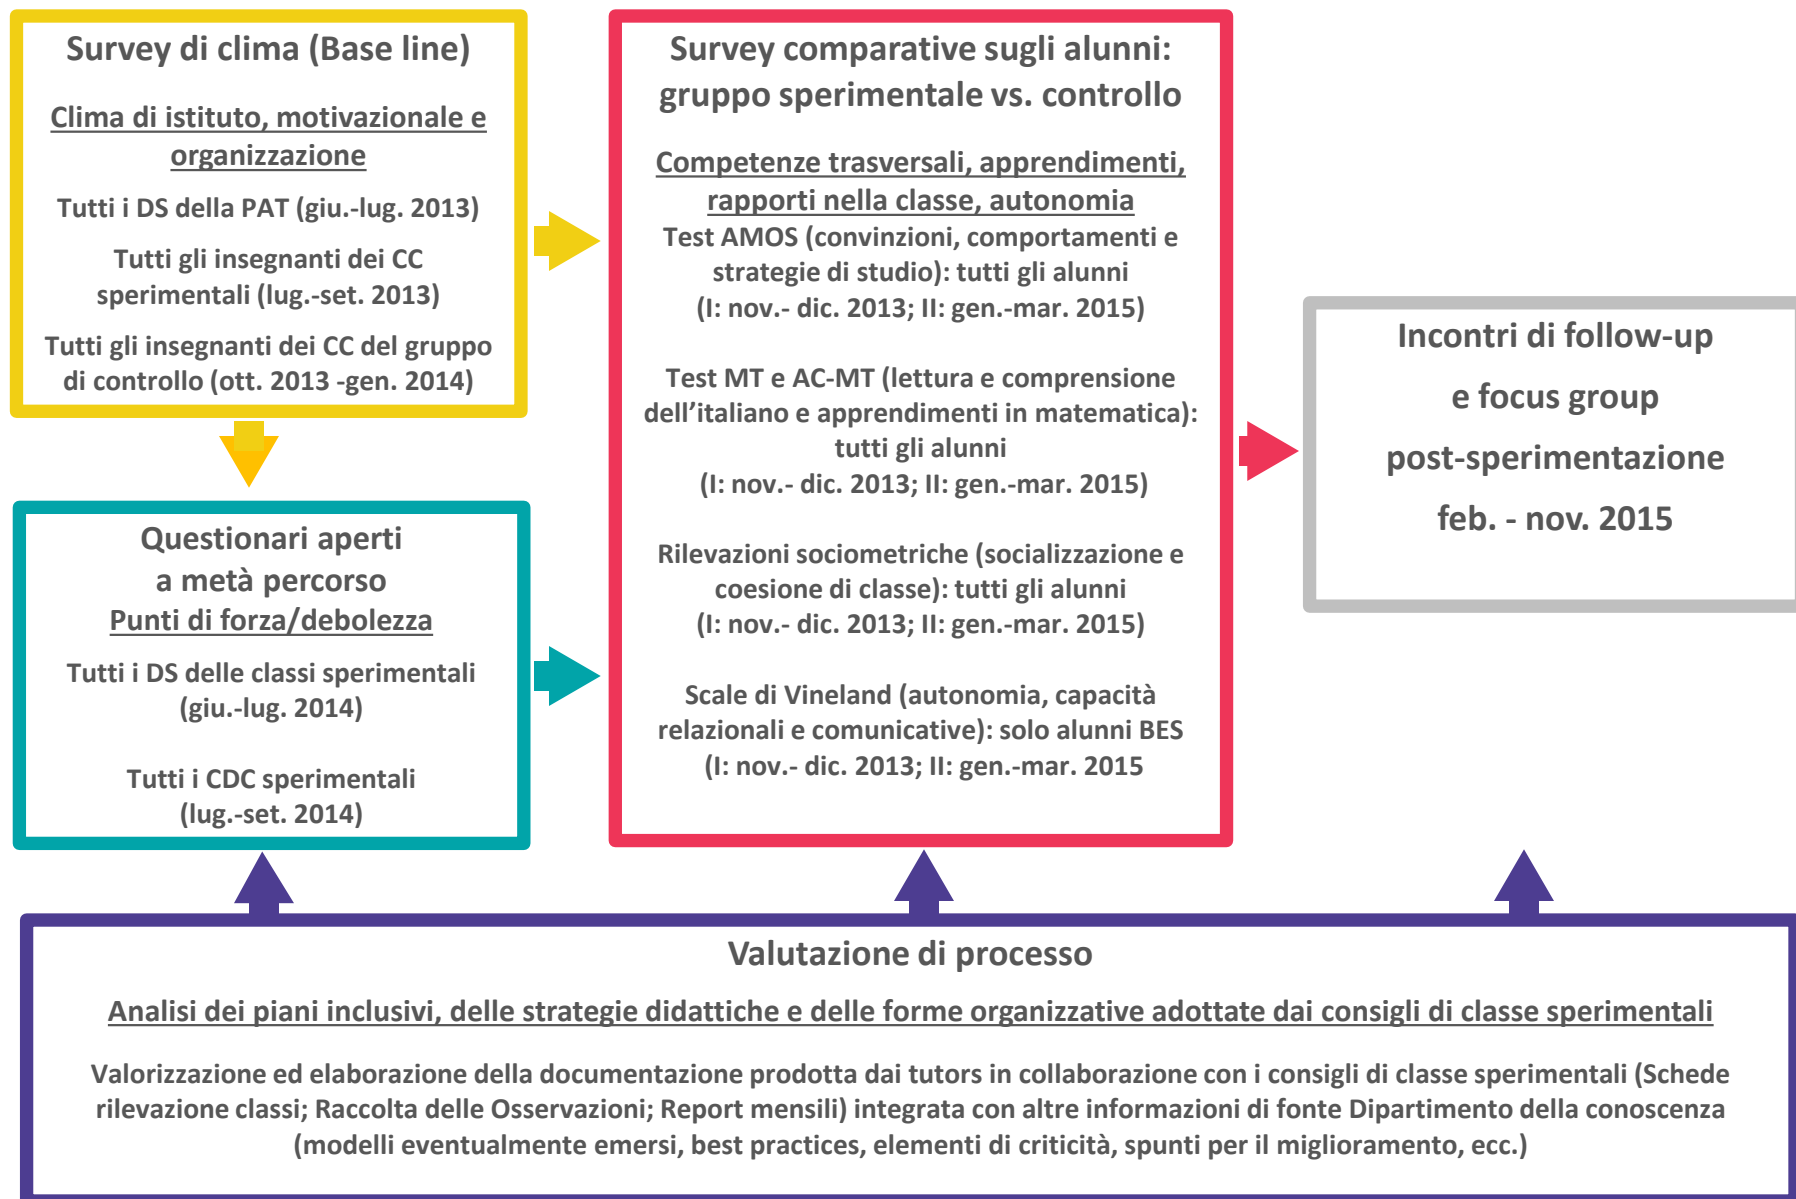 Survey di clima (Base line)
Clima di istituto, motivazionale e
organizzazione
Tutti i DS della PAT (giu.-lug. 2013)
Tutti gli insegnanti dei CC
sperimentali (lug.-set. 2013)
Tutti gli insegnanti dei CC del gruppo
di controllo (ott. 2013 -gen. 2014)
Questionari aperti
a metà percorso
Punti di forza/debolezza
Tutti i DS delle classi sperimentali
(giu.-lug. 2014)
Tutti i CDC sperimentali
(lug.-set. 2014)
Survey comparative sugli alunni:
gruppo sperimentale vs. controllo
Competenze trasversali, apprendimenti,
rapporti nella classe, autonomia
Test AMOS (convinzioni, comportamenti e
strategie di studio): tutti gli alunni
(I: nov.- dic. 2013; II: gen.-mar. 2015)
Test MT e AC-MT (lettura e comprensione
dell’italiano e apprendimenti in matematica):
tutti gli alunni
(I: nov.- dic. 2013; II: gen.-mar. 2015)
Rilevazioni sociometriche (socializzazione e
coesione di classe): tutti gli alunni
(I: nov.- dic. 2013; II: gen.-mar. 2015)
Scale di Vineland (autonomia, capacità
relazionali e comunicative): solo alunni BES
(I: nov.- dic. 2013; II: gen.-mar. 2015
Incontri di follow-up
e focus group
post-sperimentazione
feb. - nov. 2015
Valutazione di processo
Analisi dei piani inclusivi, delle strategie didattiche e delle forme organizzative adottate dai consigli di classe sperimentali
Valorizzazione ed elaborazione della documentazione prodotta dai tutors in collaborazione con i consigli di classe sperimentali (Schede
rilevazione classi; Raccolta delle Osservazioni; Report mensili) integrata con altre informazioni di fonte Dipartimento della conoscenza
(modelli eventualmente emersi, best practices, elementi di criticità, spunti per il miglioramento, ecc.)